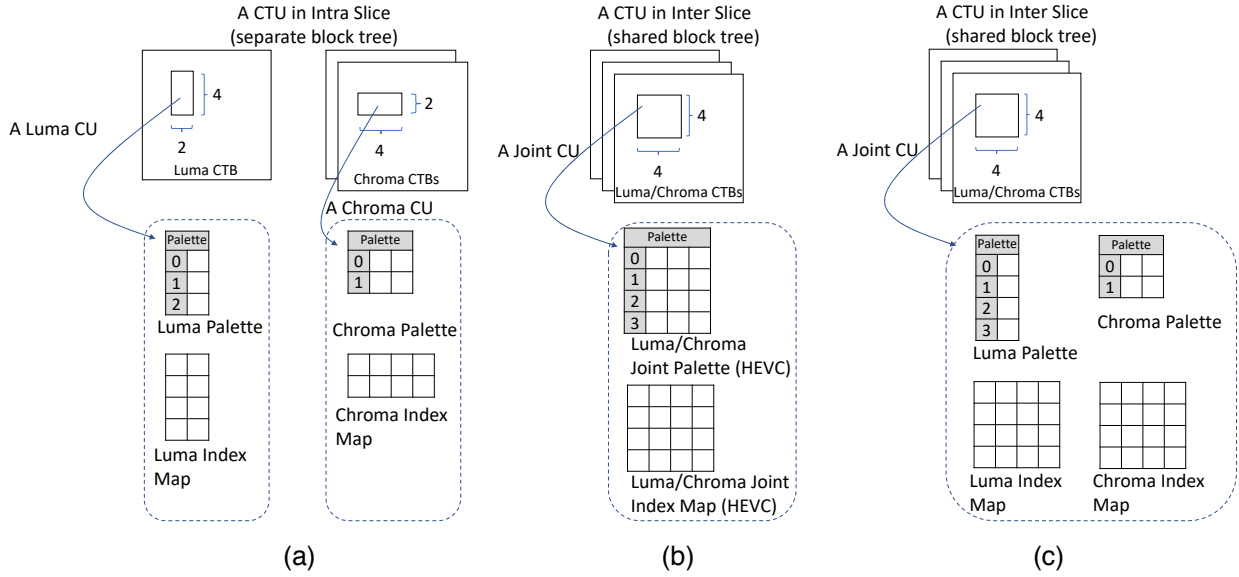 A CTU in Intra Slice
(separate block tree)
4
2
Luma CTB
A Luma CU
2
4
Chroma CTBs
A Chroma CU
Palette
0
1
2
Luma Palette
Luma Index
Map
Palette
0
1
Chroma Palette
Chroma Index
Map
(a)
A CTU in Inter Slice
(shared block tree)
4
4
Luma/Chroma CTBs
A Joint CU
Palette
0
1
2
3
Luma/Chroma
Joint Palette (HEVC)
Luma/Chroma Joint
Index Map (HEVC)
(b)
A CTU in Inter Slice
(shared block tree)
4
4
Luma/Chroma CTBs
A Joint CU
Palette
0
1
2
3
Luma Palette
Palette
0
1
Chroma Palette
Luma Index
Map
Chroma Index
Map
(c)